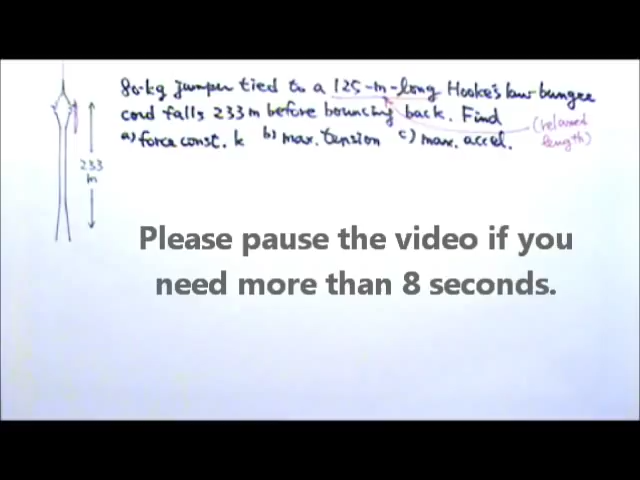 80-kg jumper tied to a 125-m-long Hooke's law bungee
cord falls 233 m before bouncing back. Find
(relaxed
length)
a) force const. k b) max. tension c) max. accel.
233
m
Please pause the video if you
need more than 8 seconds.